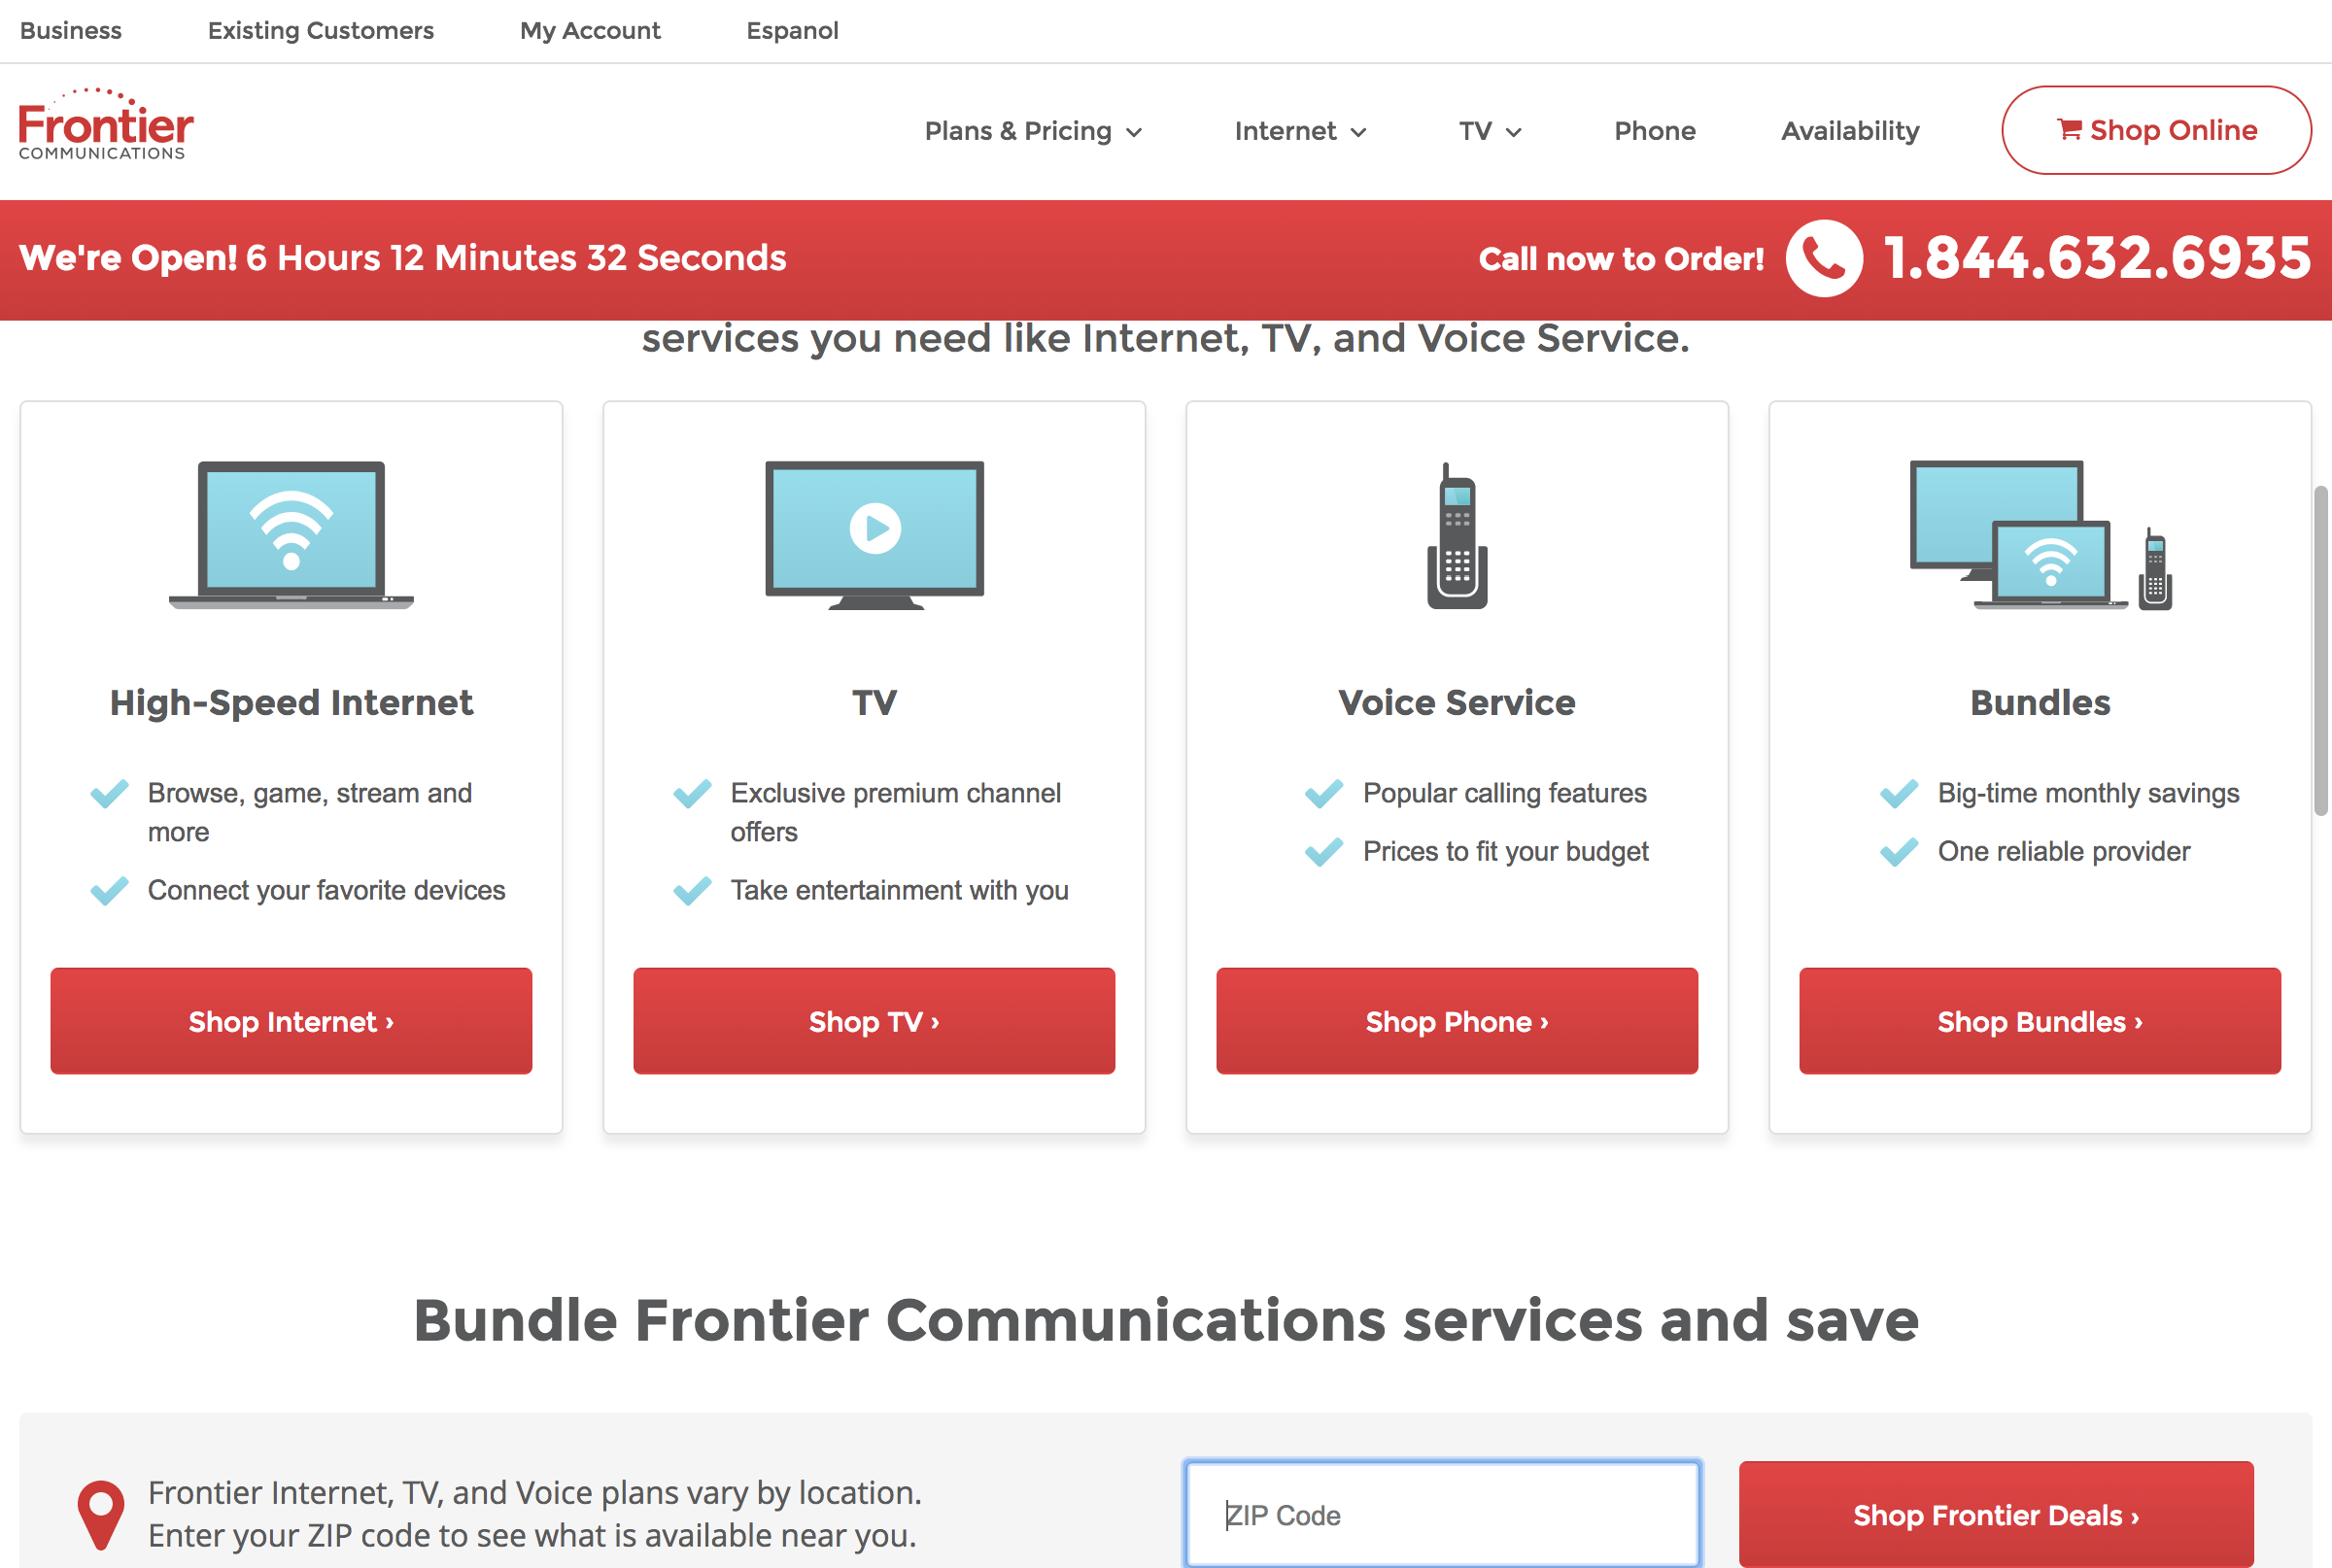 Business Existing Customers My Account Espanol
Frontier
COMMUNICATIONS
Plans & Pricing Internet TV Phone Availability Shop Online
We're Open! 6 Hours 12 Minutes 32 Seconds
Call now to Order! 1.844.632.6935
services you need like Internet, TV, and Voice Service.
High-Speed Internet
Browse, game, stream and
more
Connect your favorite devices
Shop Internet ›
TV
Exclusive premium channel
offers
Take entertainment with you
Shop TV ›
Voice Service
Popular calling features
Prices to fit your budget
Shop Phone ›
Bundles
Big-time monthly savings
One reliable provider
Shop Bundles ›
Bundle Frontier Communications services and save
Frontier Internet, TV, and Voice plans vary by location.
Enter your ZIP code to see what is available near you.
ZIP Code
Shop Frontier Deals ›